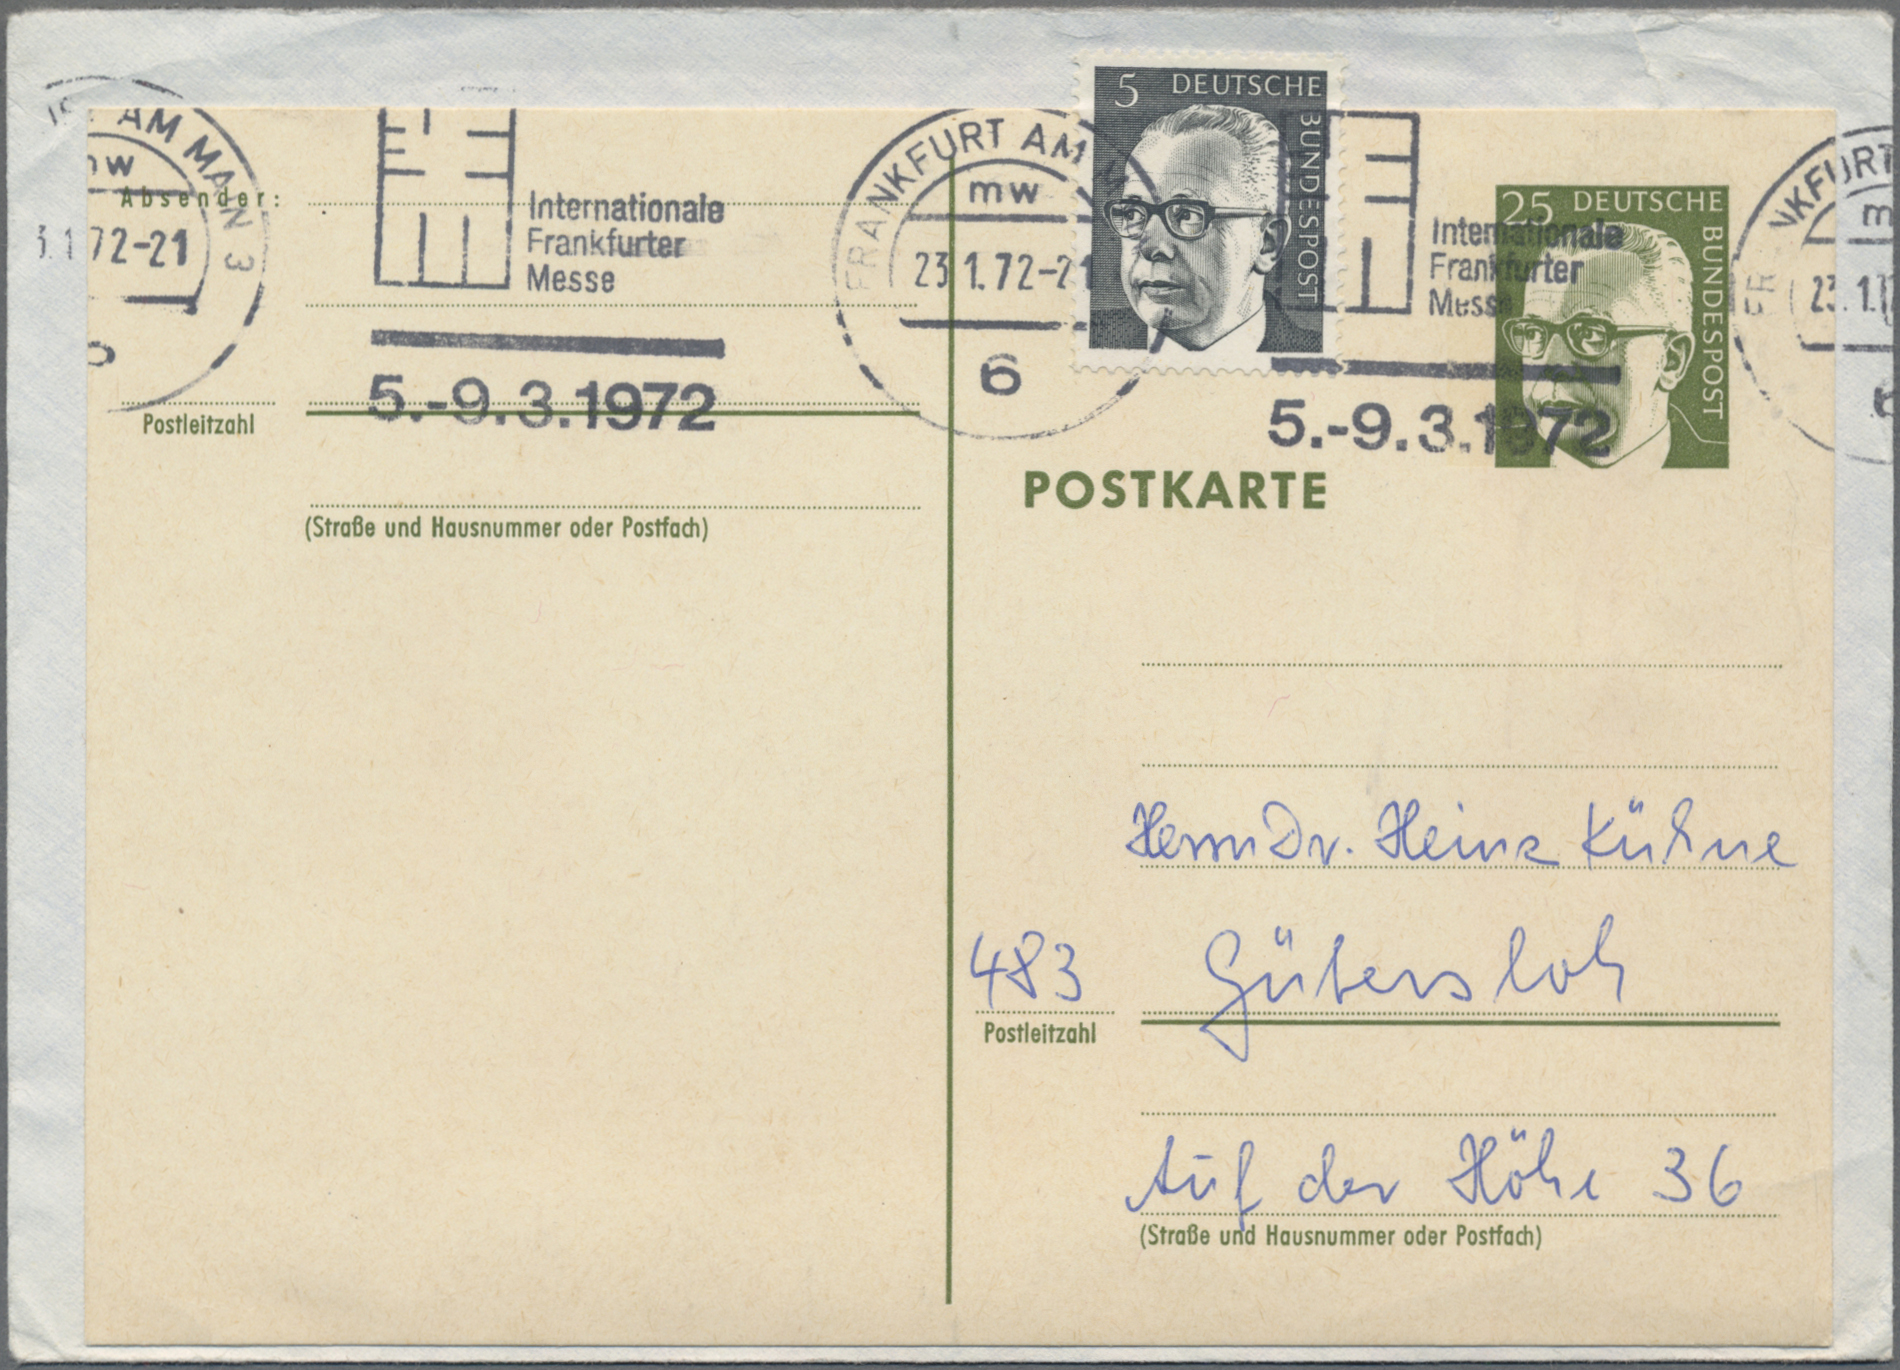 AM MAIN 3
mw
3.1.72-21
Absender:
Internationale
Frankfurter
Messe
5.-9.3.1972
Postleitzahl
(Straße und Hausnummer oder Postfach)
FRANKFURT AM M
mw
23.1.72-21
6
5 DEUTSCHE
BUNDESPOST
Internationale
Frankfurter
Messe
5.-9.3.1972
25 DEUTSCHE
BUNDESPOST
NKFURT
23.1.
POSTKARTE
Herrn Dr. Heinz Kühne
483 Gütersloh
Postleitzahl
Auf der Höhe 36
(Straße und Hausnummer oder Postfach)